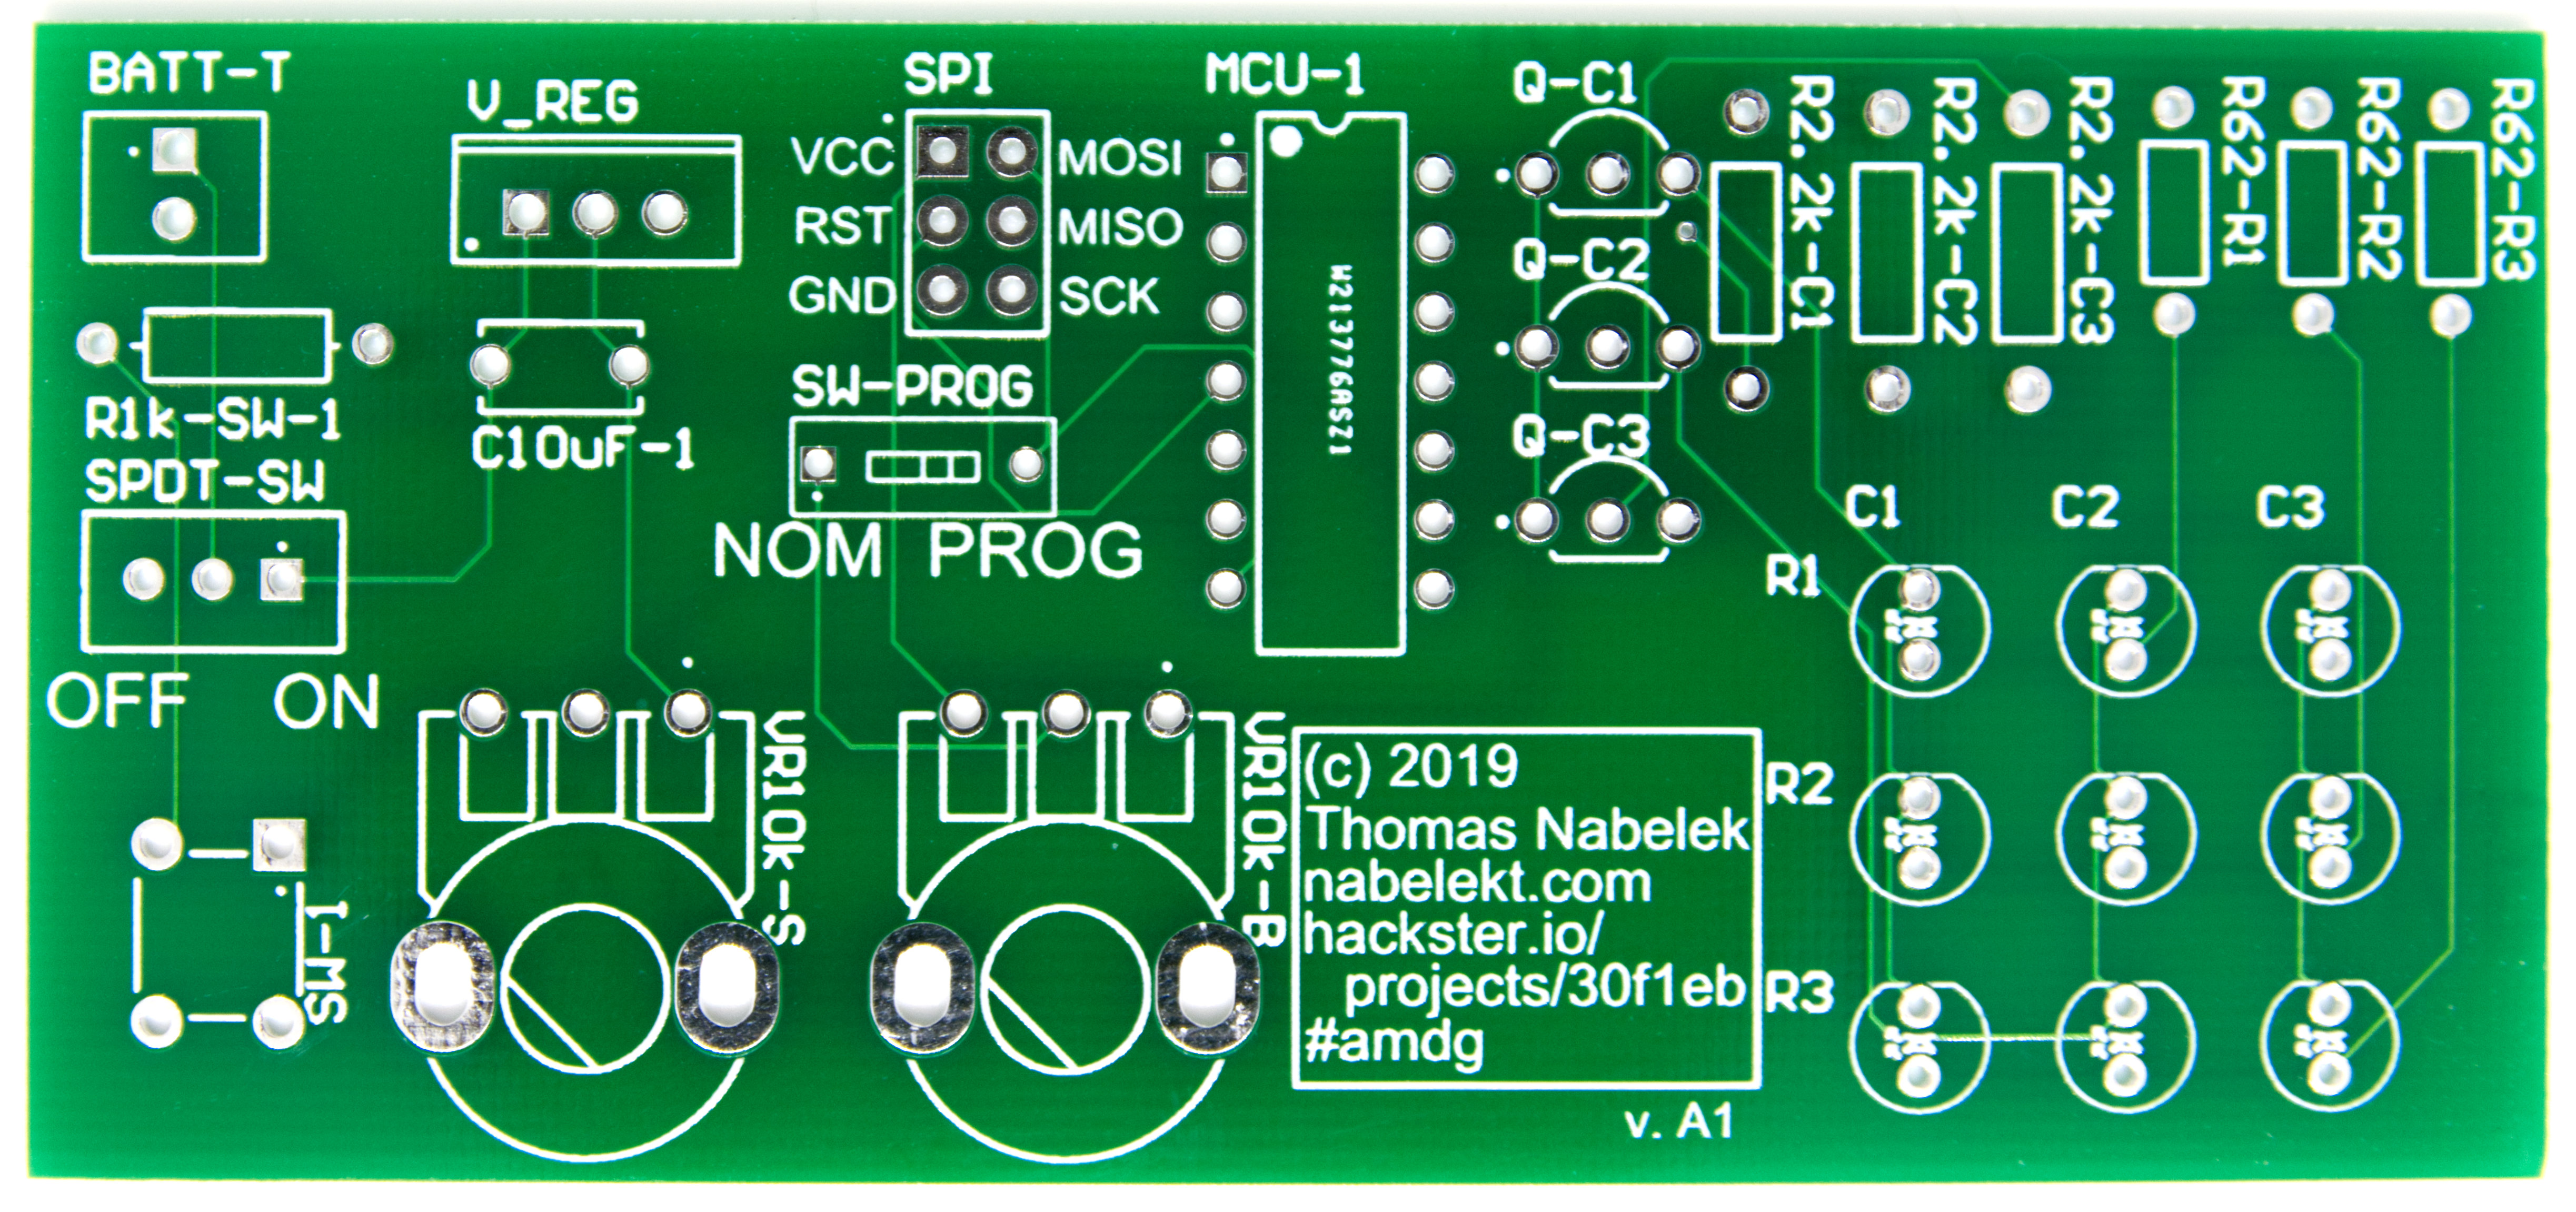 BATT-T
V_REG
SPI
MCU-1
Q-C1
R2.2k-C1
R2.2k-C2
R2.2k-C3
R62-R1
R62-R2
R62-R3
VCC
MOSI
RST
MISO
GND
SCK
W2137776ASZ1
Q-C2
R1k-SW-1
C10uF-1
SW-PROG
Q-C3
SPDT-SW
NOM PROG
C1
C2
C3
R1
OFF
ON
VR10k-S
VR10k-B
SW-1
(c) 2019
Thomas Nabelek
nabelekt.com
hackster.io/
projects/30f1eb
#amdg
R2
R3
v. A1